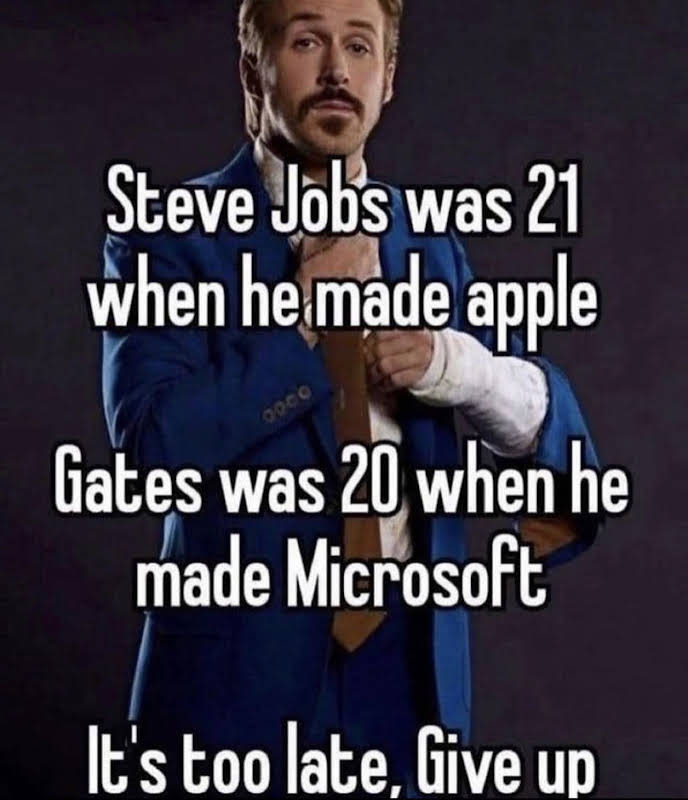 Steve Jobs was 21
when he made apple
Gates was 20 when he
made Microsoft
It's too late, Give up